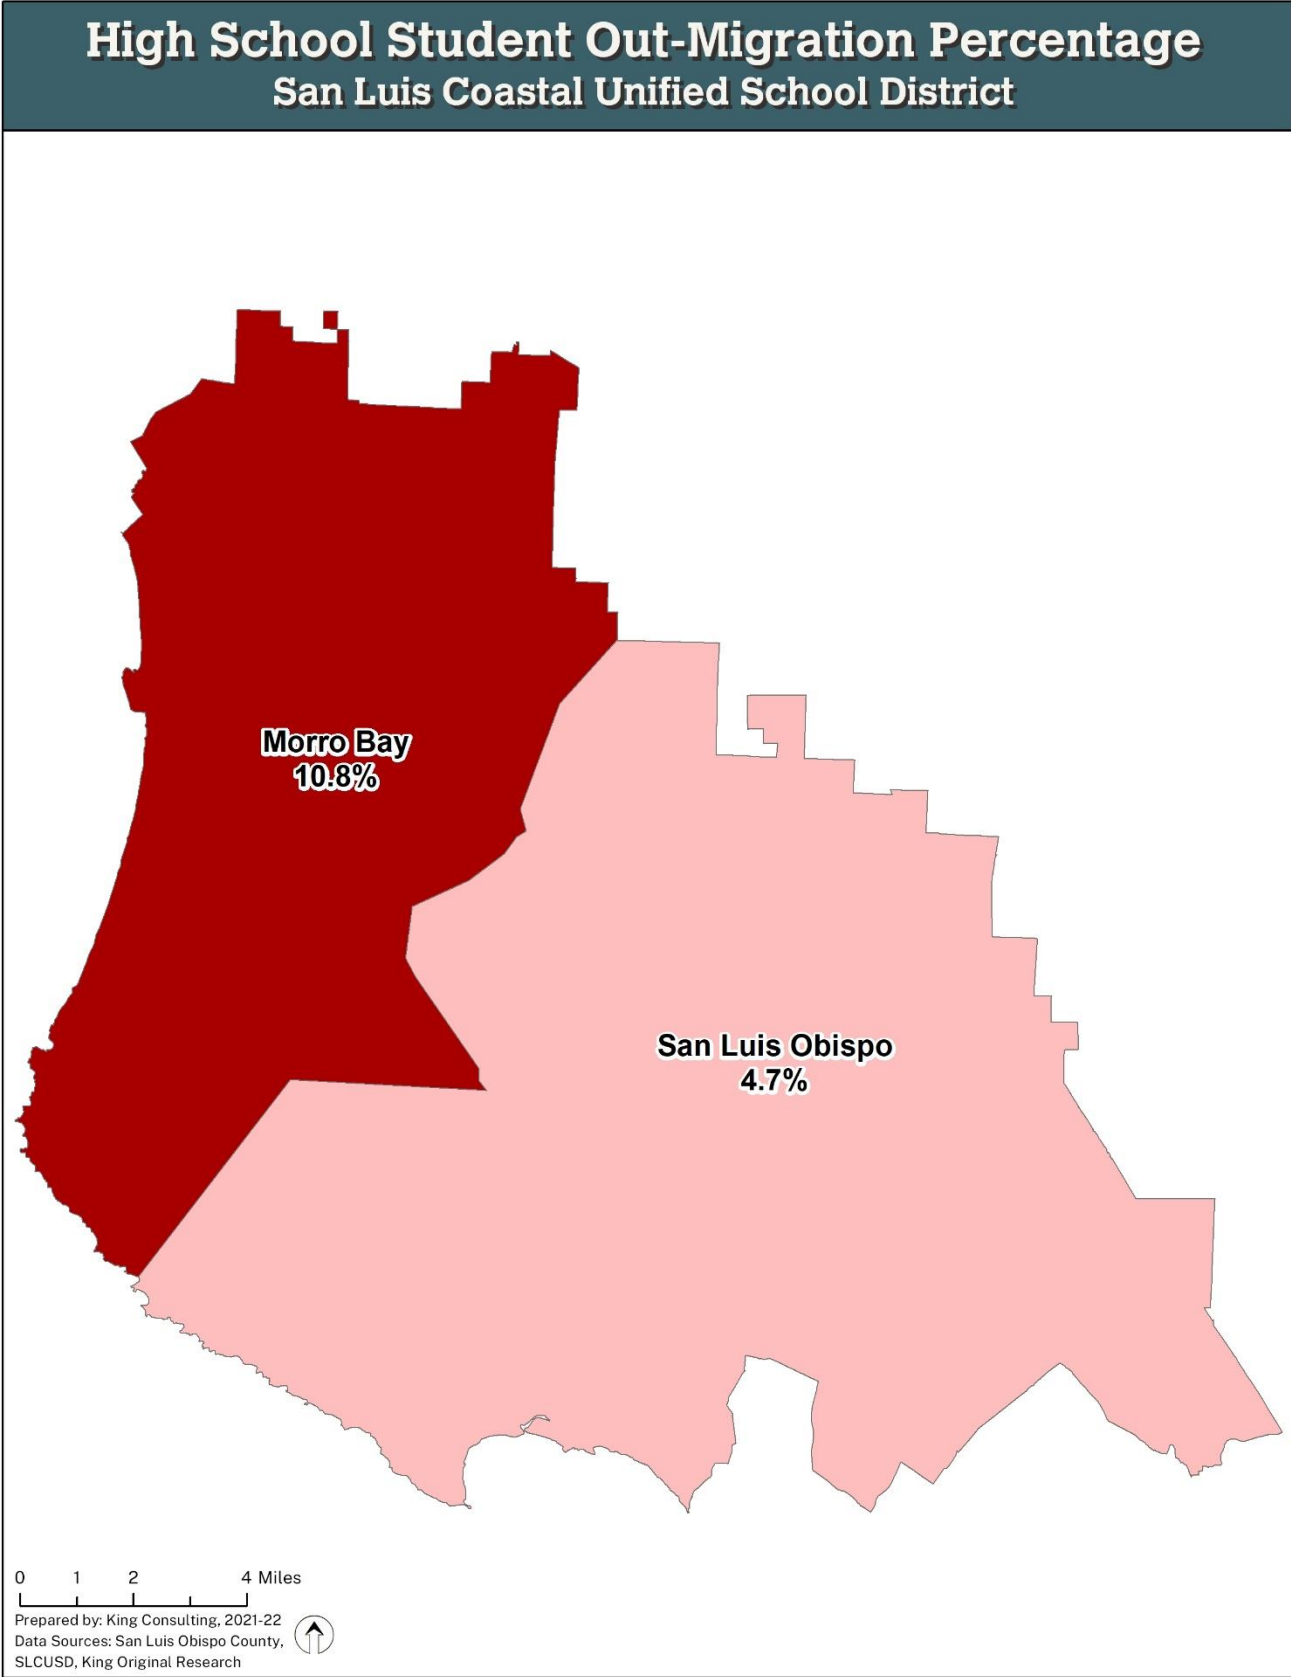 High School Student Out-Migration Percentage
San Luis Coastal Unified School District
Morro Bay
10.8%
San Luis Obispo
4.7%
0 1 2 4 Miles
Prepared by: King Consulting, 2021-22
Data Sources: San Luis Obispo County,
SLCUSD, King Original Research